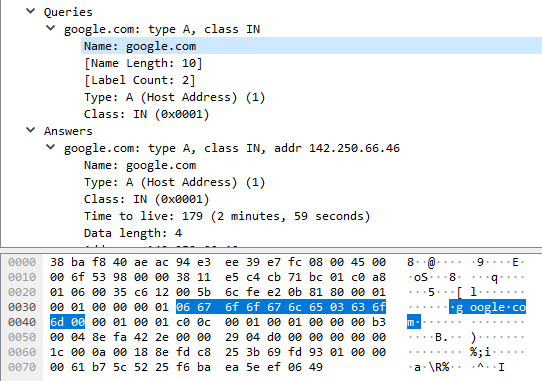 Queries
google.com: type A, class IN
Name: google.com
[Name Length: 10]
[Label Count: 2]
Type: A (Host Address) (1)
Class: IN (0x0001)
Answers
google.com: type A, class IN, addr 142.250.66.46
Name: google.com
Type: A (Host Address) (1)
Class: IN (0x0001)
Time to live: 179 (2 minutes, 59 seconds)
Data length: 4
0000 38 ba f8 40 ae ac 94 e3 ee 39 e7 fc 08 00 45 00 8··@·····9····E·
0010 00 6f 53 98 00 00 38 11 e5 c4 cb 71 bc 01 c0 a8 ·oS···8····q····
0020 01 06 00 35 c6 12 00 5b 6c fe e2 0b 81 80 00 01 ···5···[l·······
0030 00 01 00 00 00 01 06 67 6f 6f 67 6c 65 03 63 6f ·······google·co
0040 6d 00 00 01 00 01 c0 0c 00 01 00 01 00 00 00 b3 m···············
0050 00 04 8e fa 42 2e 00 00 29 04 d0 00 00 00 00 00 ····B.··)·······
0060 1c 00 0a 00 18 8e fd c8 25 3b 69 fd 93 01 00 00 ········%;i·····
0070 00 61 b7 5c 52 25 f6 ba ea 5e ef 06 49 ·a·\R%···^··I